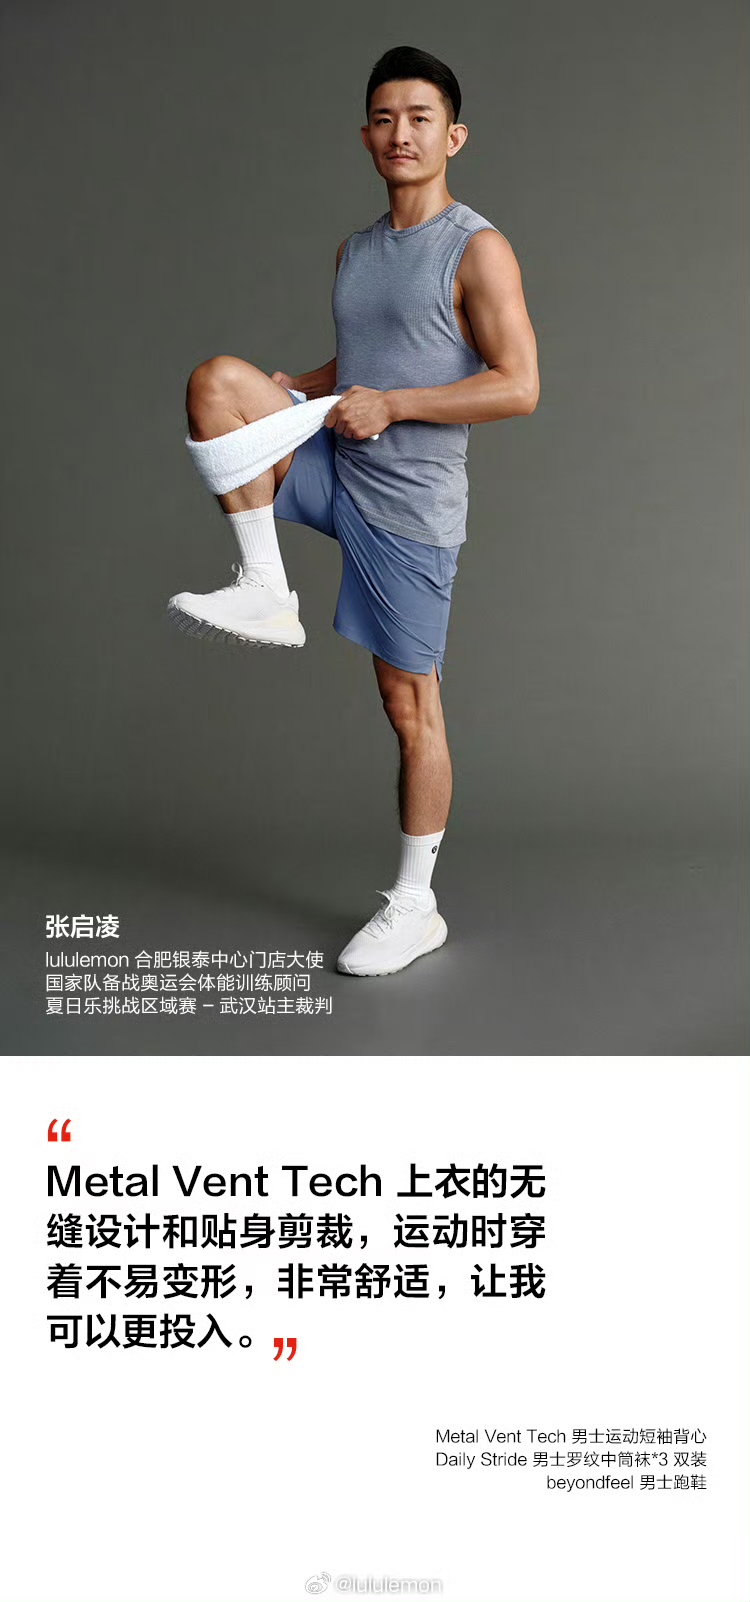 张启凌
lululemon 合肥银泰中心门店大使
国家队备战奥运会体能训练顾问
夏日乐挑战区域赛 – 武汉站主裁判
“
Metal Vent Tech 上衣的无
缝设计和贴身剪裁，运动时穿
着不易变形，非常舒适，让我
可以更投入。”
Metal Vent Tech 男士运动短袖背心
Daily Stride 男士罗纹中筒袜*3 双装
beyondfeel 男士跑鞋
@lululemon